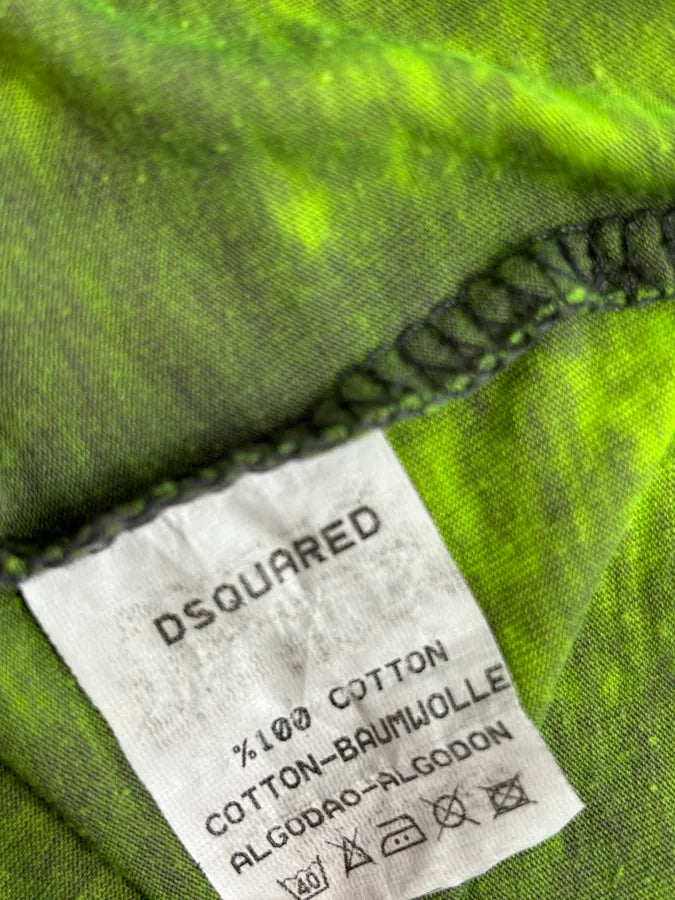 DSQUARED
%100 COTTON
COTTON-BAUMWOLLE
ALGODAO-ALGODON
40